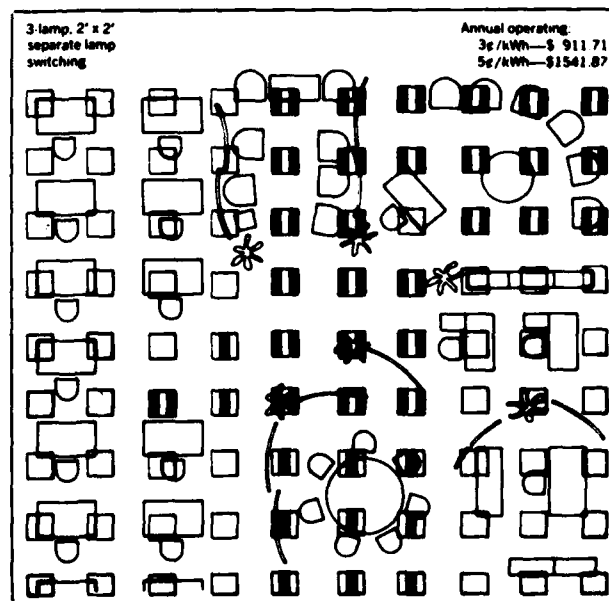 3-lamp, 2' x 2'
separate lamp
switching
Annual operating:
3¢/kWh—$ 911.71
5¢/kWh—$1541.87